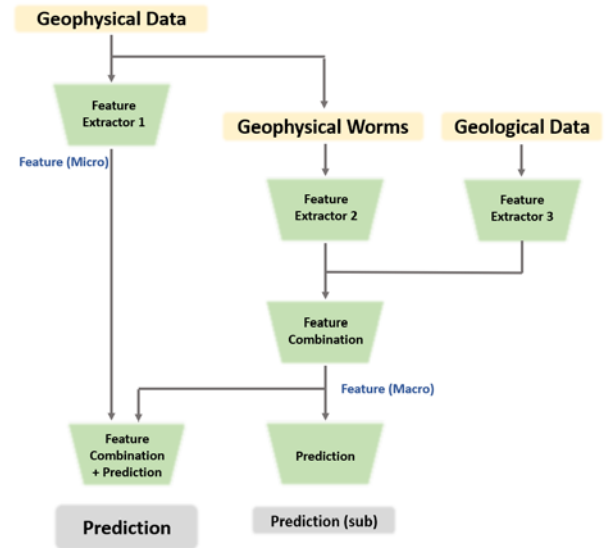 Geophysical Data
Feature
Extractor 1
Geophysical Worms
Geological Data
Feature (Micro)
Feature
Extractor 2
Feature
Extractor 3
Feature
Combination
Feature (Macro)
Feature
Combination
+ Prediction
Prediction
Prediction
Prediction (sub)